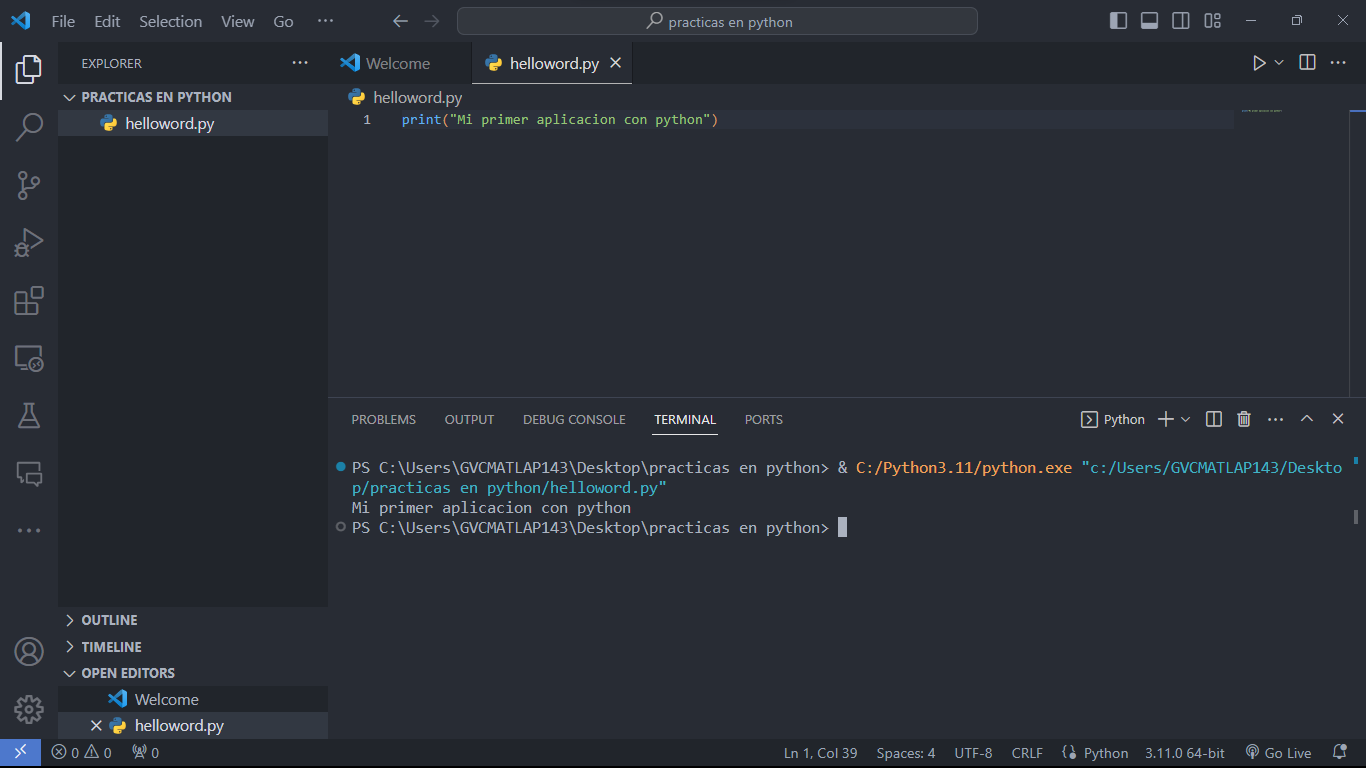 File Edit Selection View Go ··· practicas en python
EXPLORER ···
PRACTICAS EN PYTHON
helloword.py
OUTLINE
TIMELINE
OPEN EDITORS
Welcome
helloword.py
Welcome helloword.py
helloword.py
1 print("Mi primer aplicacion con python")
PROBLEMS OUTPUT DEBUG CONSOLE TERMINAL PORTS Python
PS C:\Users\GVCMATLAP143\Desktop\practicas en python> & C:/Python3.11/python.exe "c:/Users/GVCMATLAP143/Deskto
p/practicas en python/helloword.py"
Mi primer aplicacion con python
PS C:\Users\GVCMATLAP143\Desktop\practicas en python>
0 0 0 Ln 1, Col 39 Spaces: 4 UTF-8 CRLF Python 3.11.0 64-bit Go Live